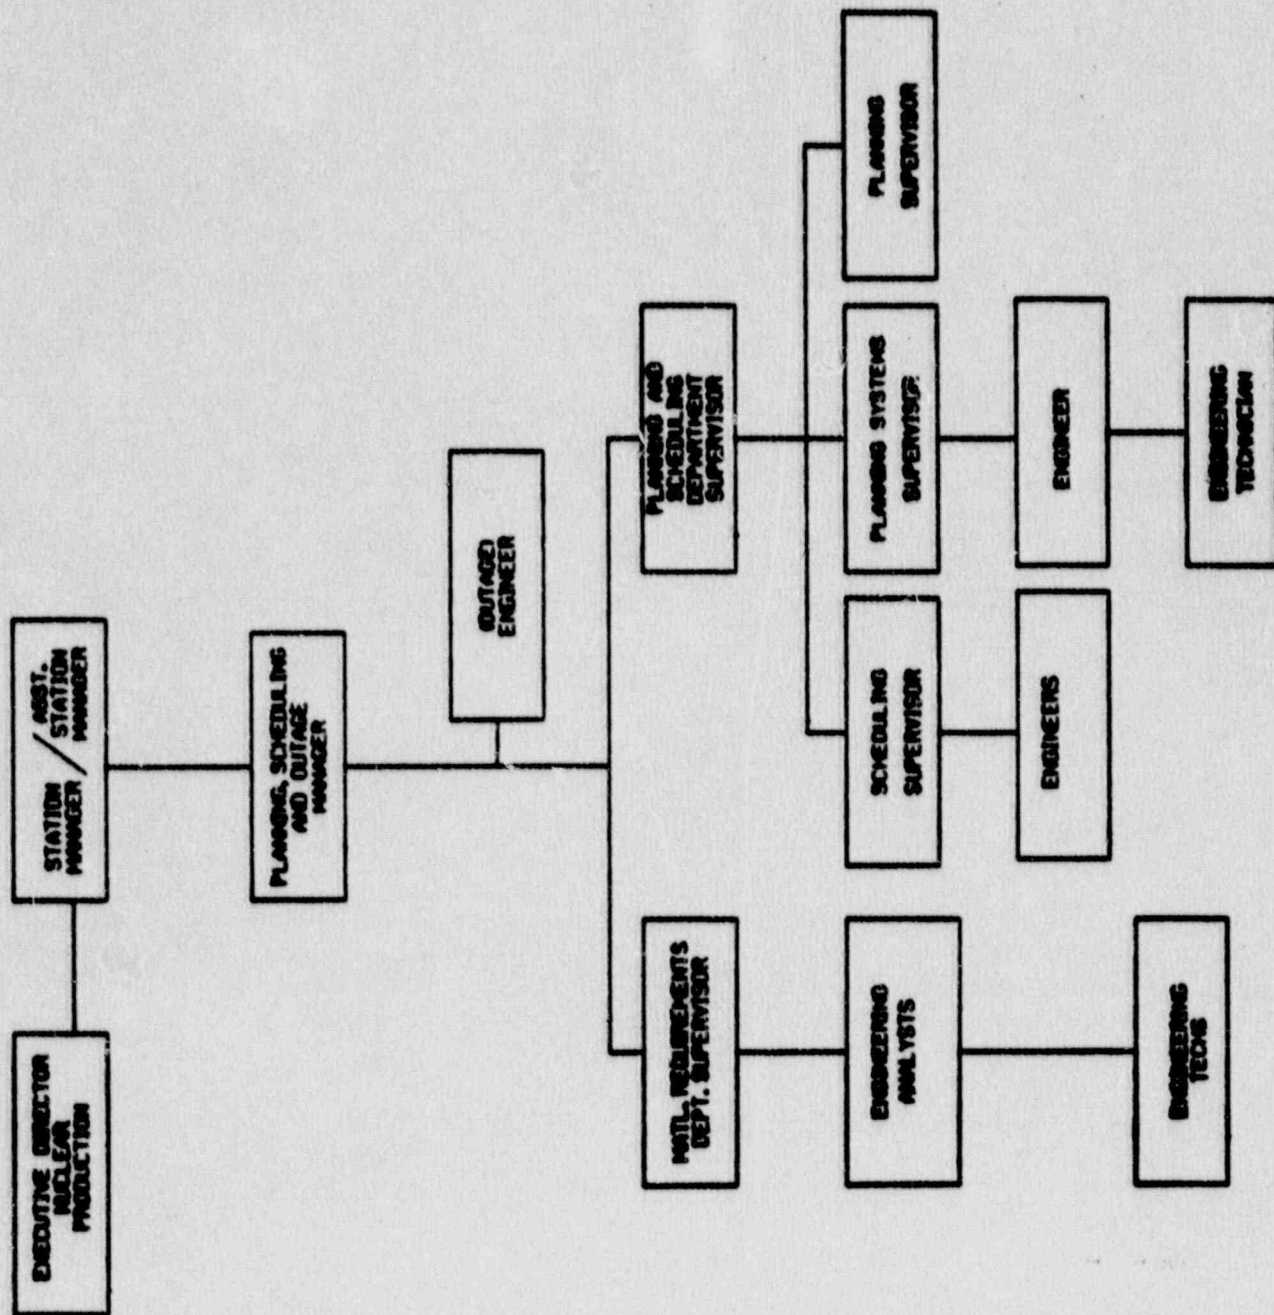 EXECUTIVE DIRECTOR
NUCLEAR
PRODUCTION
STATION
MANAGER / ASST.
STATION
MANAGER
PLANNING, SCHEDULING
AND OUTAGE
MANAGER
(OUTAGE)
ENGINEER
MATL. REQUIREMENTS
DEPT. SUPERVISOR
PLANNING AND
SCHEDULING
DEPARTMENT
SUPERVISOR
ENGINEERING
ANALYSTS
SCHEDULING
SUPERVISOR
PLANNING SYSTEMS
SUPERVISOR
PLANNING
SUPERVISOR
ENGINEERS
ENGINEER
ENGINEERING
TECHS
ENGINEERING
TECHNICIAN